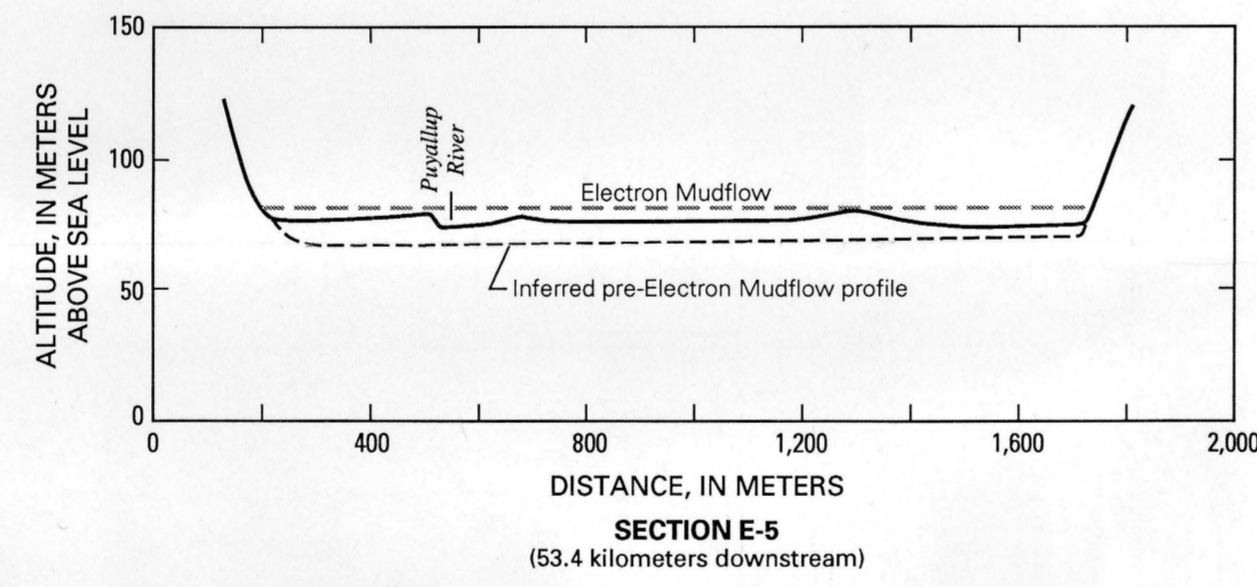 ALTITUDE, IN METERS
ABOVE SEA LEVEL
150
100
50
0
Puyallup
River
Electron Mudflow
Inferred pre-Electron Mudflow profile
0 400 800 1,200 1,600 2,000
DISTANCE, IN METERS
SECTION E-5
(53.4 kilometers downstream)